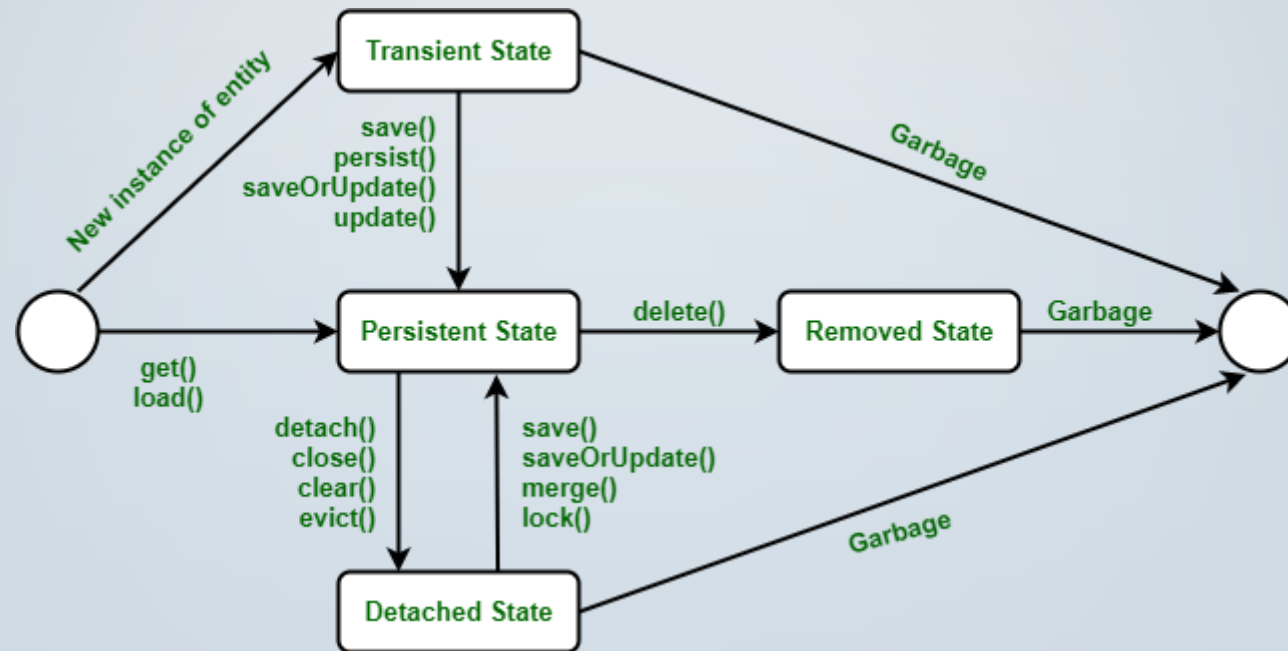 Transient State
New instance of entity
save()
persist()
saveOrUpdate()
update()
Garbage
Persistent State
delete()
Removed State
Garbage
get()
load()
detach()
close()
clear()
evict()
save()
saveOrUpdate()
merge()
lock()
Garbage
Detached State